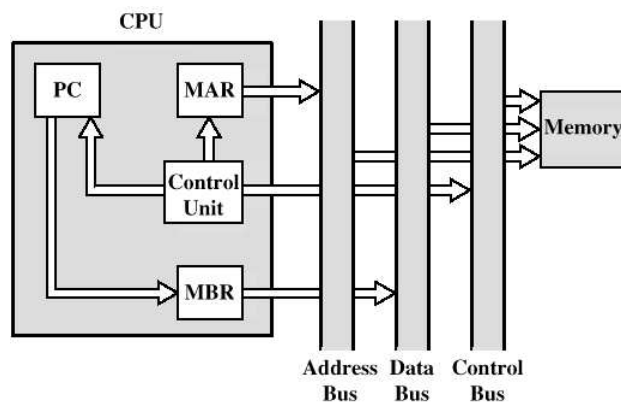 CPU
PC
MAR
Memory
Control
Unit
MBR
Address Data Control
Bus Bus Bus